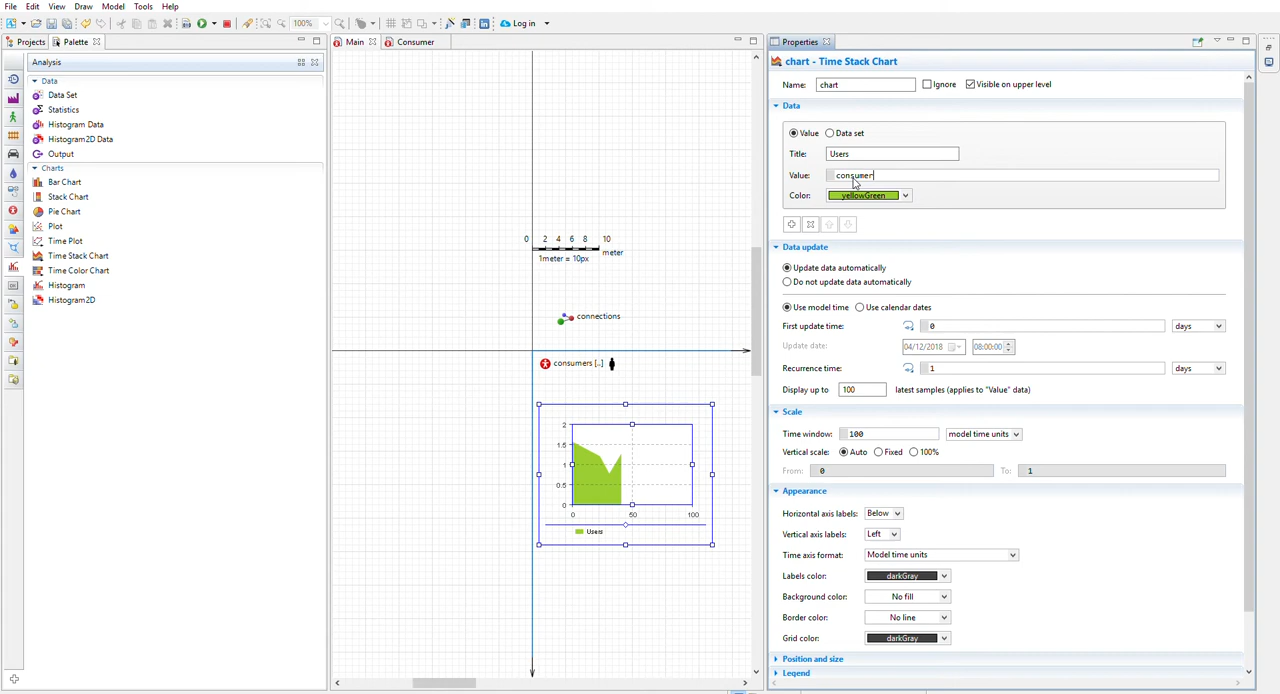 File Edit View Draw Model Tools Help
100% Log in
Projects Palette
Analysis
Data
Data Set
Statistics
Histogram Data
Histogram2D Data
Output
Charts
Bar Chart
Stack Chart
Pie Chart
Plot
Time Plot
Time Stack Chart
Time Color Chart
Histogram
Histogram2D
Main Consumer
0 2 4 6 8 10
meter
1meter = 10px
connections
consumers [..]
2
1.5
1
0.5
0
0 50 100
Users
Properties
chart - Time Stack Chart
Name: chart Ignore Visible on upper level
Data
Value Data set
Title: Users
Value: consumer
Color: yellowGreen
Data update
Update data automatically
Do not update data automatically
Use model time Use calendar dates
First update time: 0 days
Update date: 04/12/2018 08:00:00
Recurrence time: 1 days
Display up to 100 latest samples (applies to "Value" data)
Scale
Time window: 100 model time units
Vertical scale: Auto Fixed 100%
From: 0 To: 1
Appearance
Horizontal axis labels: Below
Vertical axis labels: Left
Time axis format: Model time units
Labels color: darkGray
Background color: No fill
Border color: No line
Grid color: darkGray
Position and size
Legend